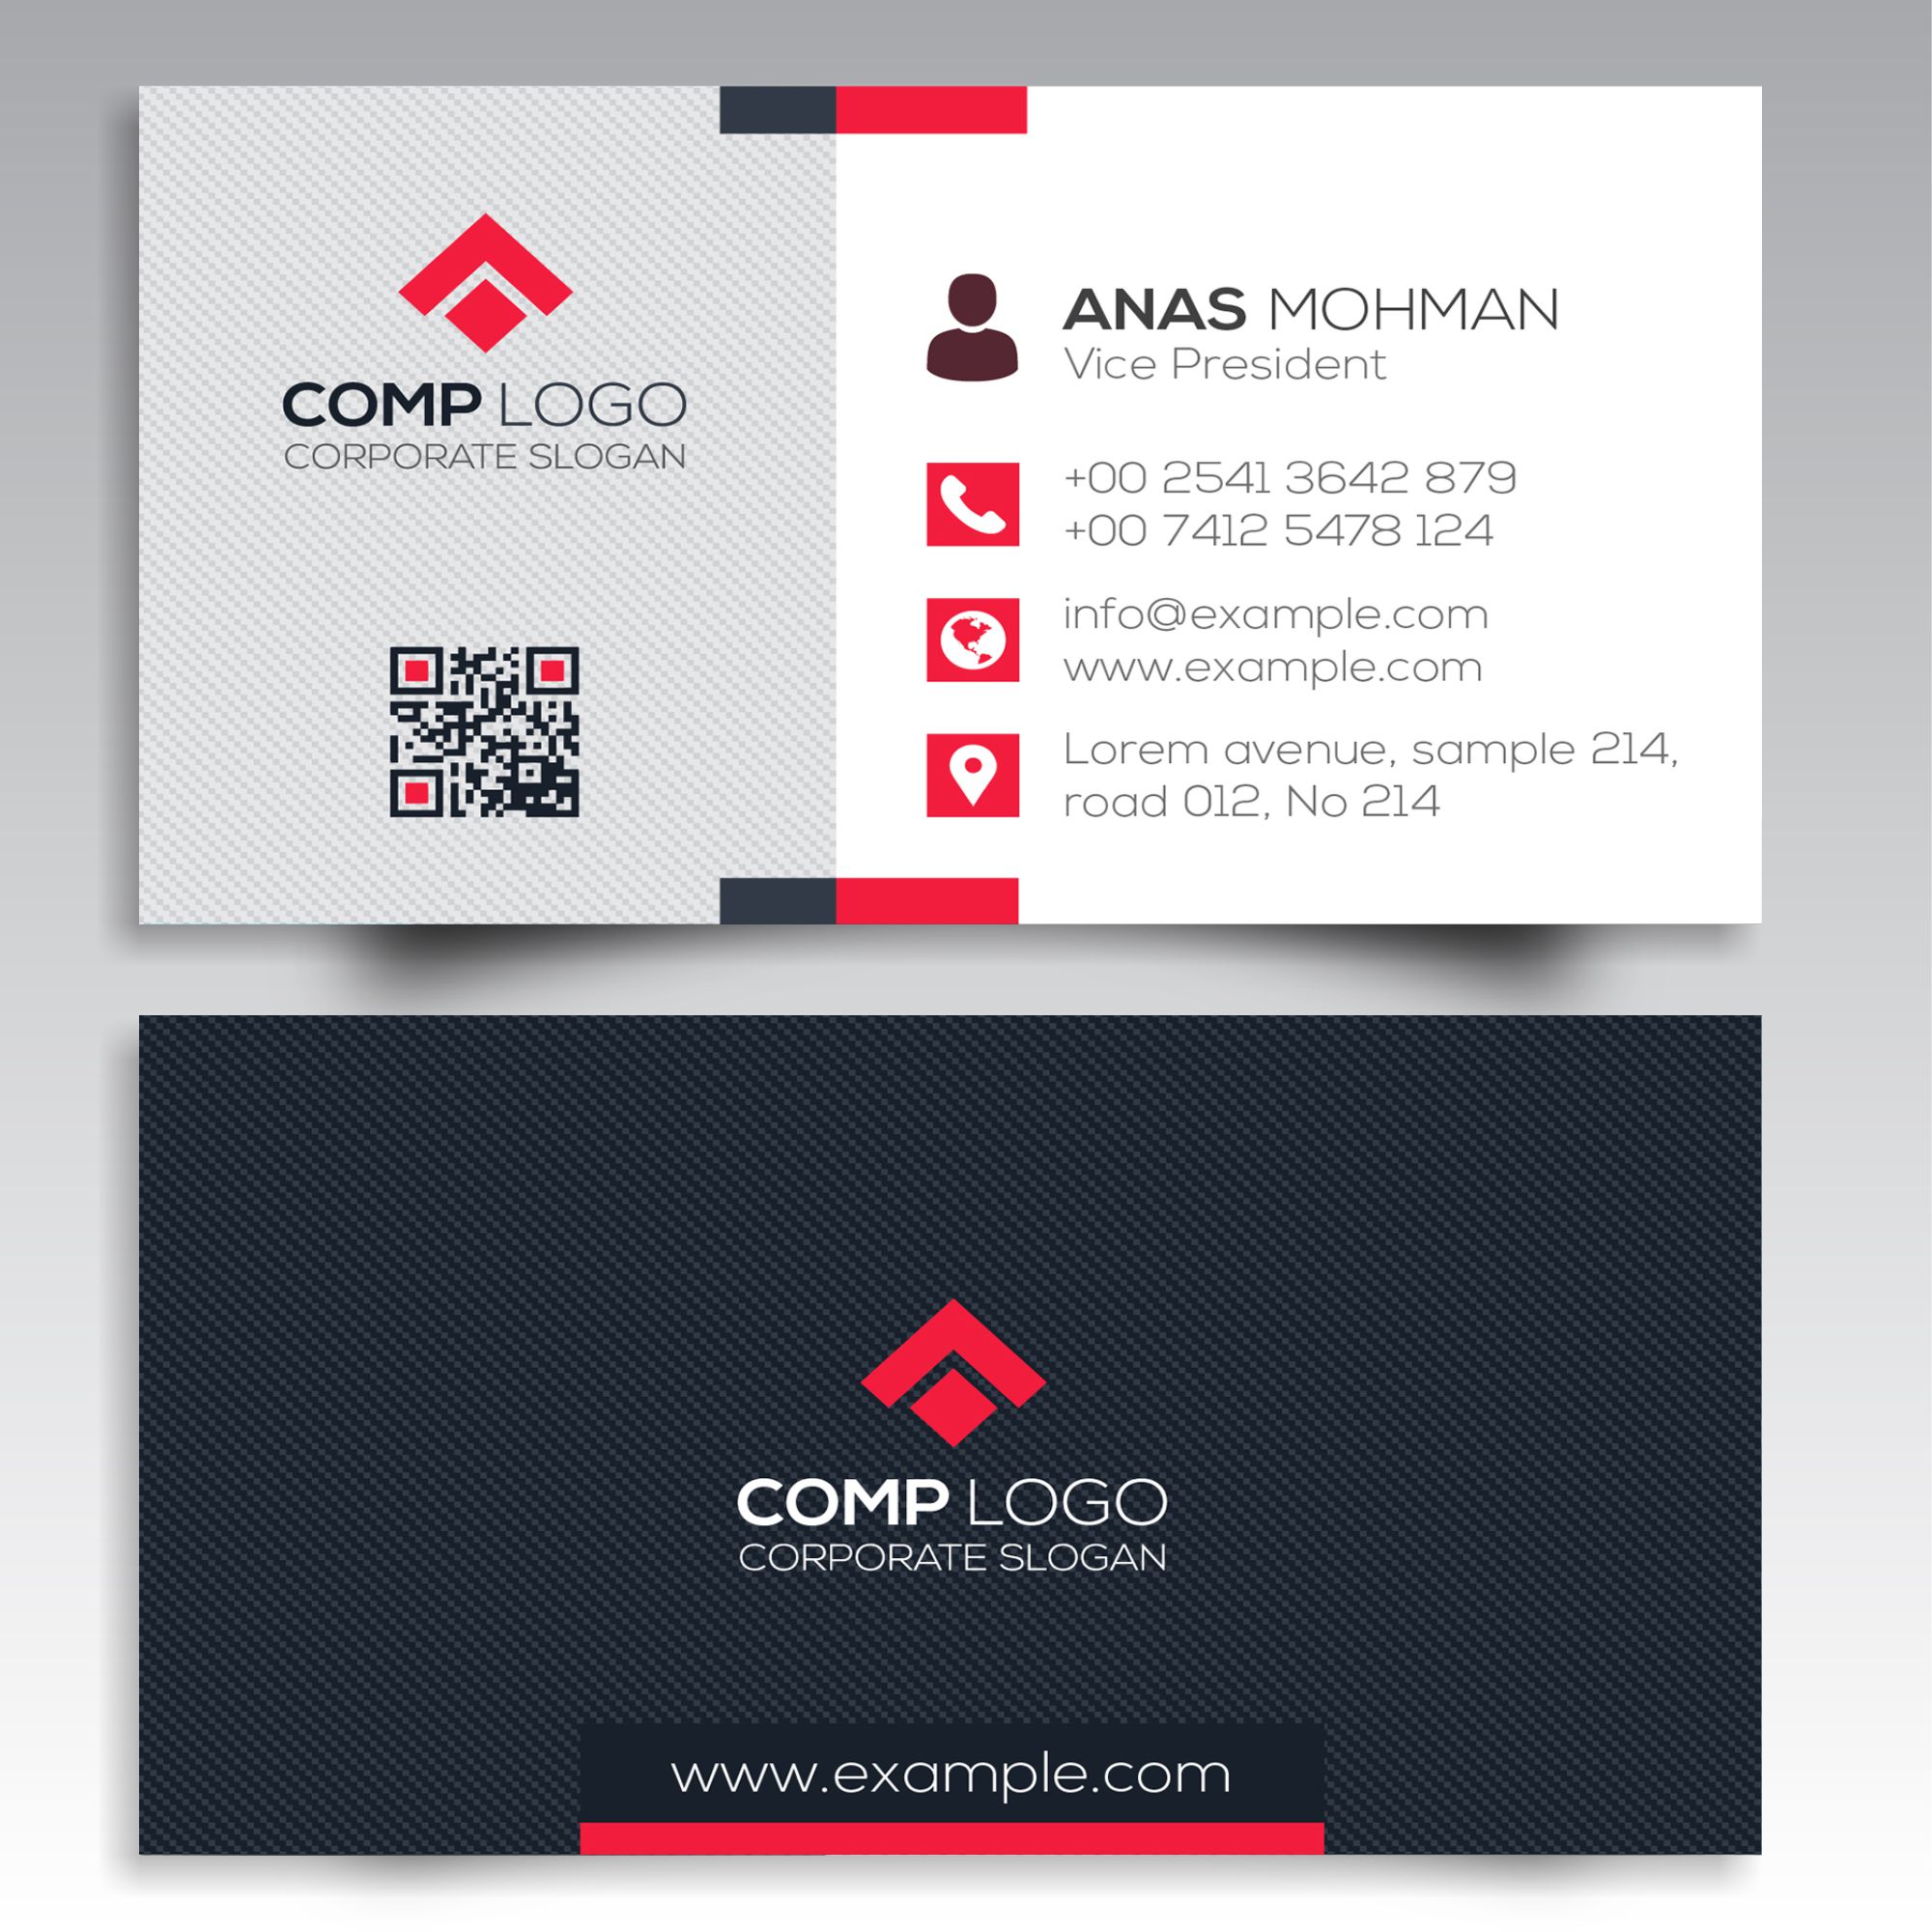 COMP LOGO
CORPORATE SLOGAN
ANAS MOHMAN
Vice President
+00 2541 3642 879
+00 7412 5478 124
info@example.com
www.example.com
Lorem avenue, sample 214,
road 012, No 214
COMP LOGO
CORPORATE SLOGAN
www.example.com